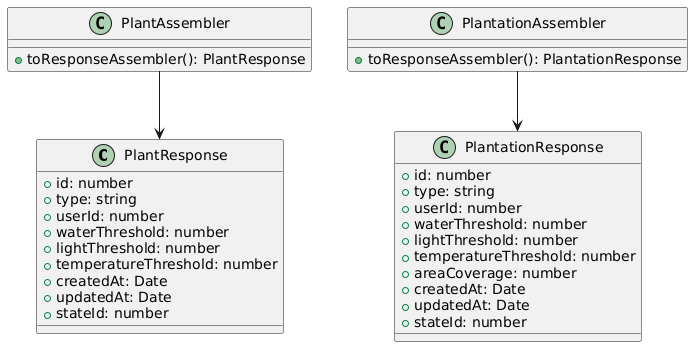 C PlantAssembler
toResponseAssembler(): PlantResponse
C PlantationAssembler
toResponseAssembler(): PlantationResponse
C PlantResponse
id: number
type: string
userId: number
waterThreshold: number
lightThreshold: number
temperatureThreshold: number
createdAt: Date
updatedAt: Date
stateId: number
C PlantationResponse
id: number
type: string
userId: number
waterThreshold: number
lightThreshold: number
temperatureThreshold: number
areaCoverage: number
createdAt: Date
updatedAt: Date
stateId: number